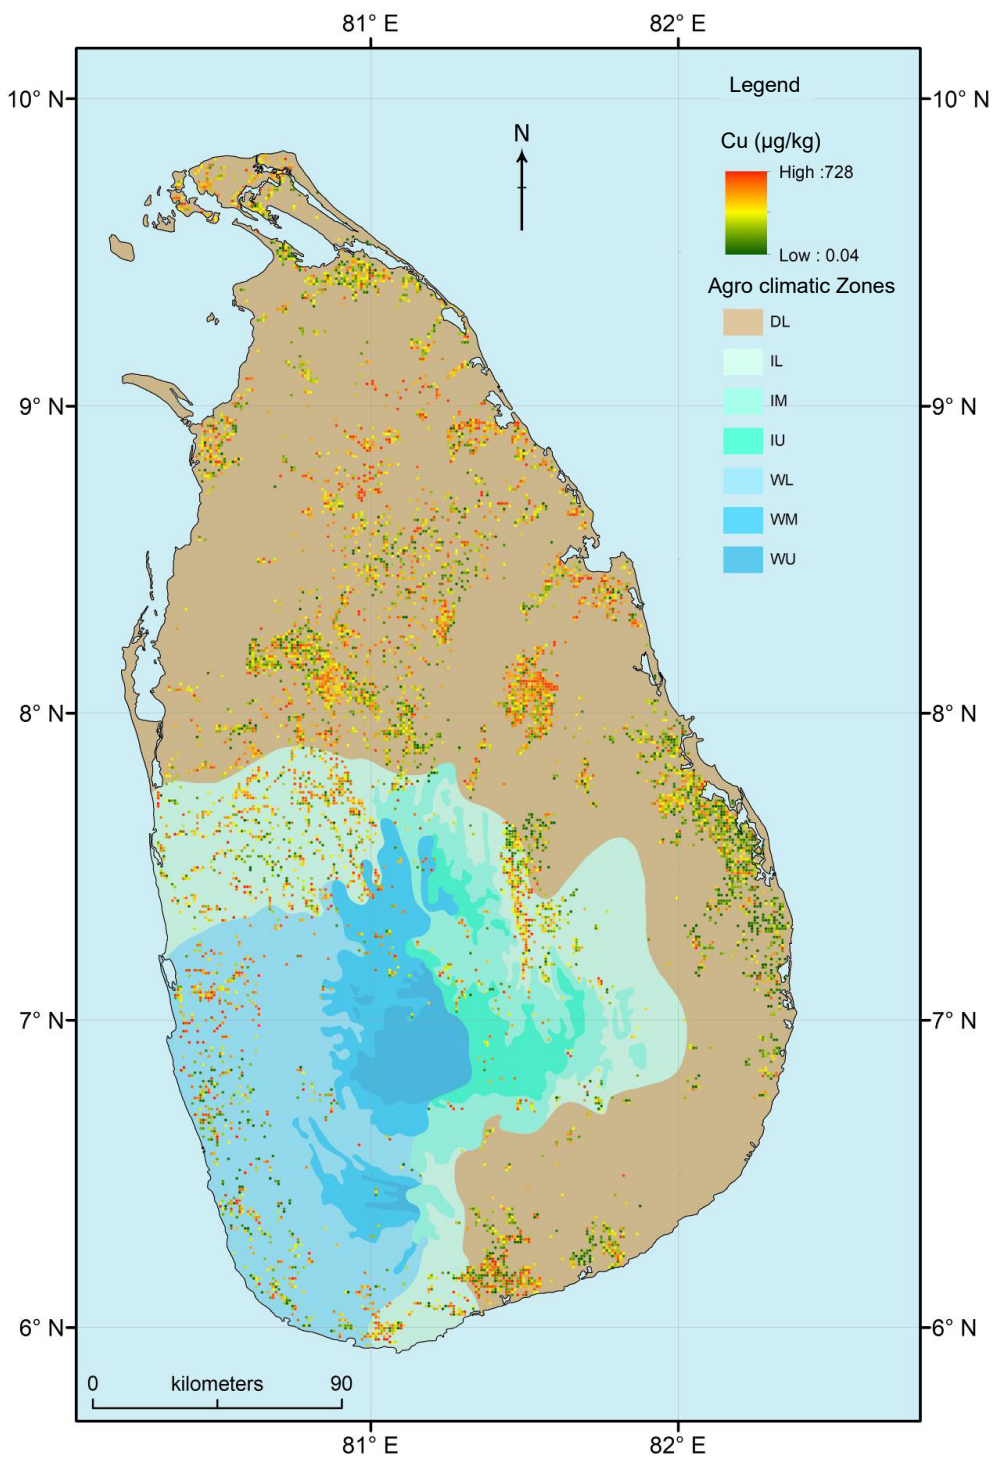 81° E 82° E
10° N 10° N
Legend
N
Cu (µg/kg)
High :728
Low : 0.04
Agro climatic Zones
DL
IL
IM
IU
WL
WM
WU
9° N 9° N
8° N 8° N
7° N 7° N
6° N 6° N
0 kilometers 90
81° E 82° E